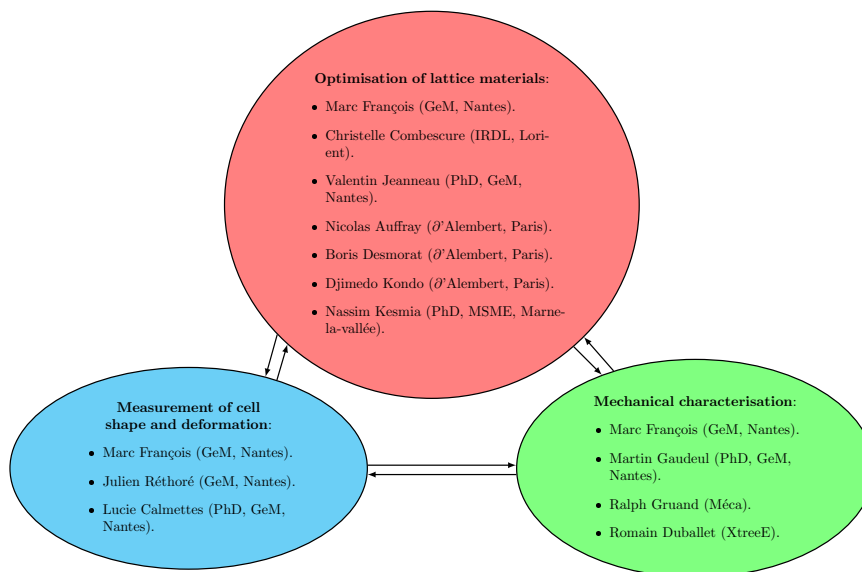 Optimisation of lattice materials:
• Marc François (GeM, Nantes).
• Christelle Combescure (IRDL, Lori-
ent).
• Valentin Jeanneau (PhD, GeM,
Nantes).
• Nicolas Auffray (∂'Alembert, Paris).
• Boris Desmorat (∂'Alembert, Paris).
• Djimedo Kondo (∂'Alembert, Paris).
• Nassim Kesmia (PhD, MSME, Marne-
la-vallée).
Measurement of cell
shape and deformation:
• Marc François (GeM, Nantes).
• Julien Réthoré (GeM, Nantes).
• Lucie Calmettes (PhD, GeM,
Nantes).
Mechanical characterisation:
• Marc François (GeM, Nantes).
• Martin Gaudeul (PhD, GeM,
Nantes).
• Ralph Gruand (Méca).
• Romain Duballet (XtreeE).